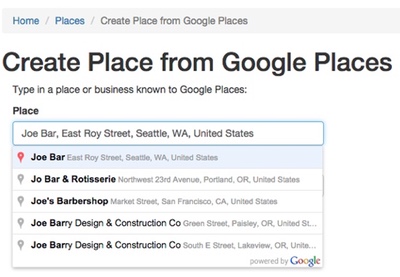 Home / Places / Create Place from Google Places
Create Place from Google Places
Type in a place or business known to Google Places:
Place
Joe Bar, East Roy Street, Seattle, WA, United States
Joe Bar East Roy Street, Seattle, WA, United States
Jo Bar & Rotisserie Northwest 23rd Avenue, Portland, OR, United States
Joe's Barbershop Market Street, San Francisco, CA, United States
Joe Barry Design & Construction Co Green Street, Paisley, OR, United St...
Joe Barry Design & Construction Co South E Street, Lakeview, OR, Unite...
powered by Google